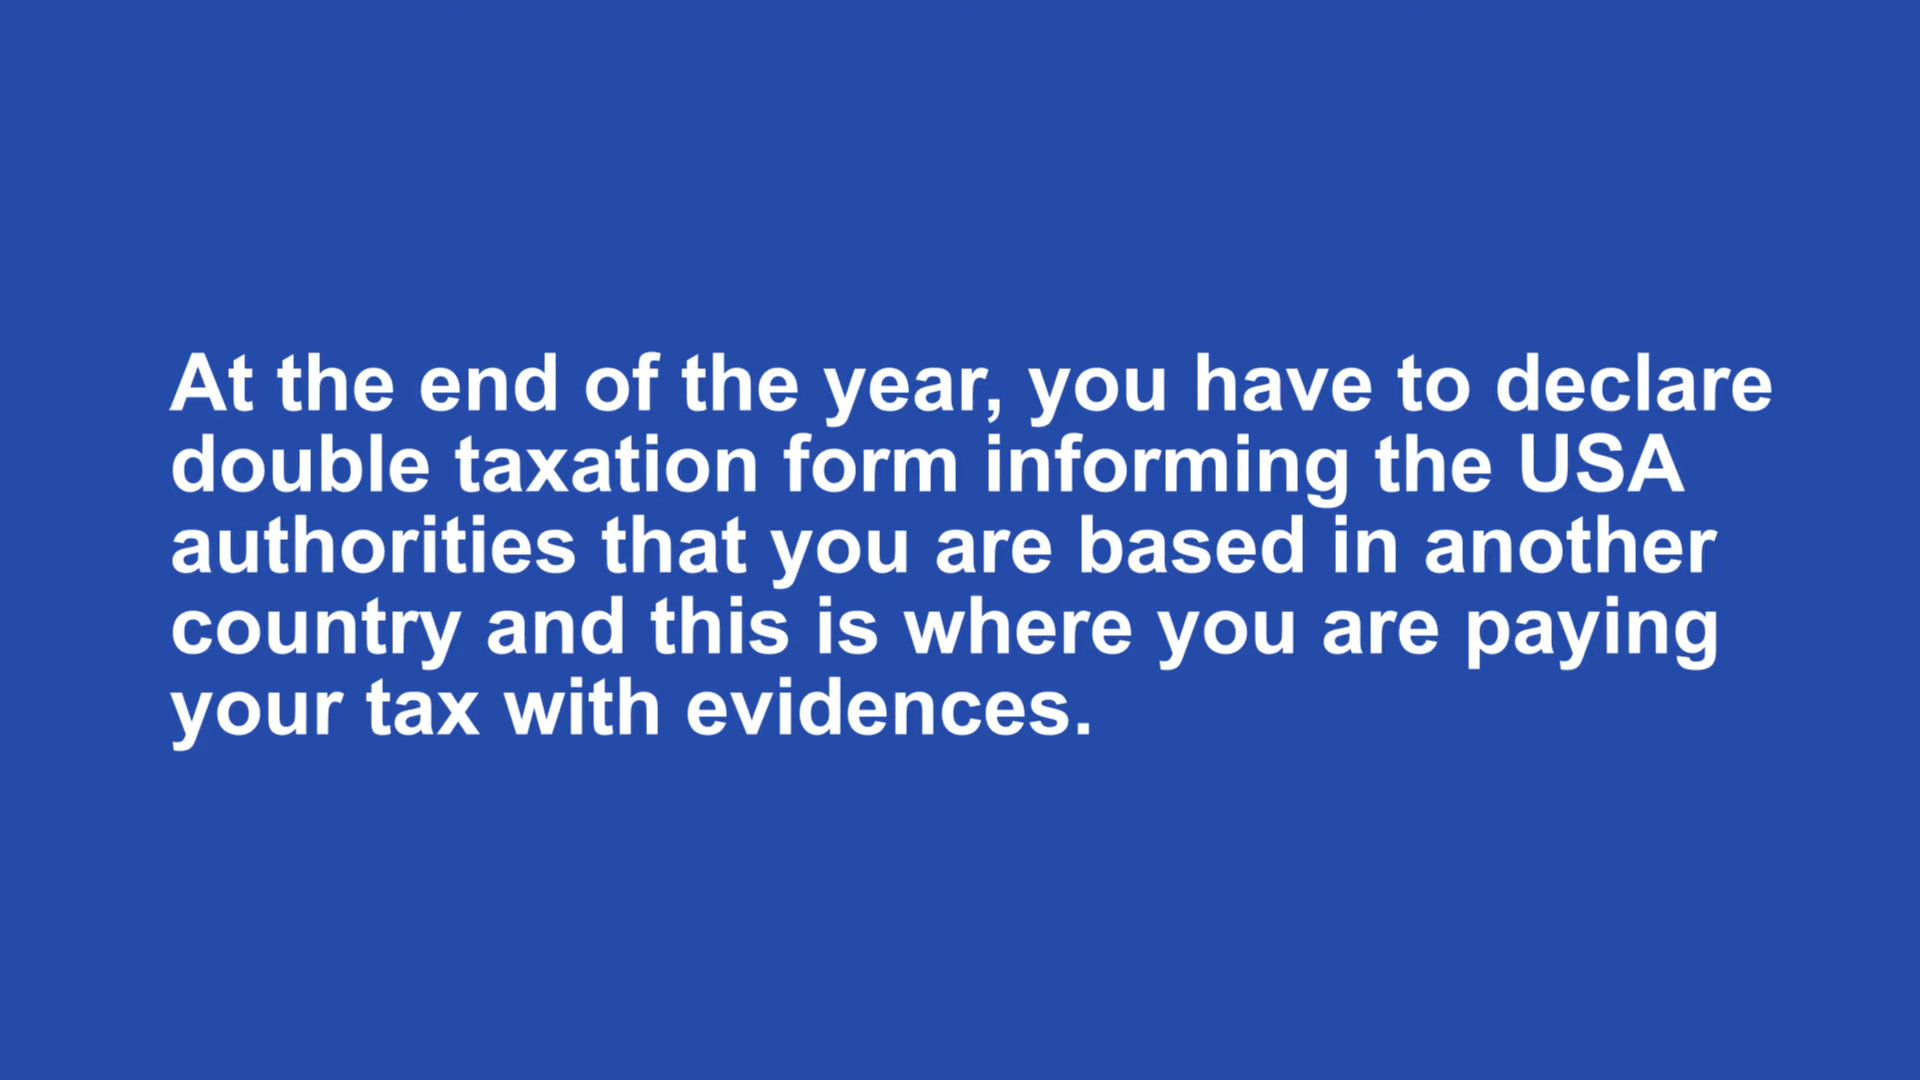 At the end of the year, you have to declare
double taxation form informing the USA
authorities that you are based in another
country and this is where you are paying
your tax with evidences.